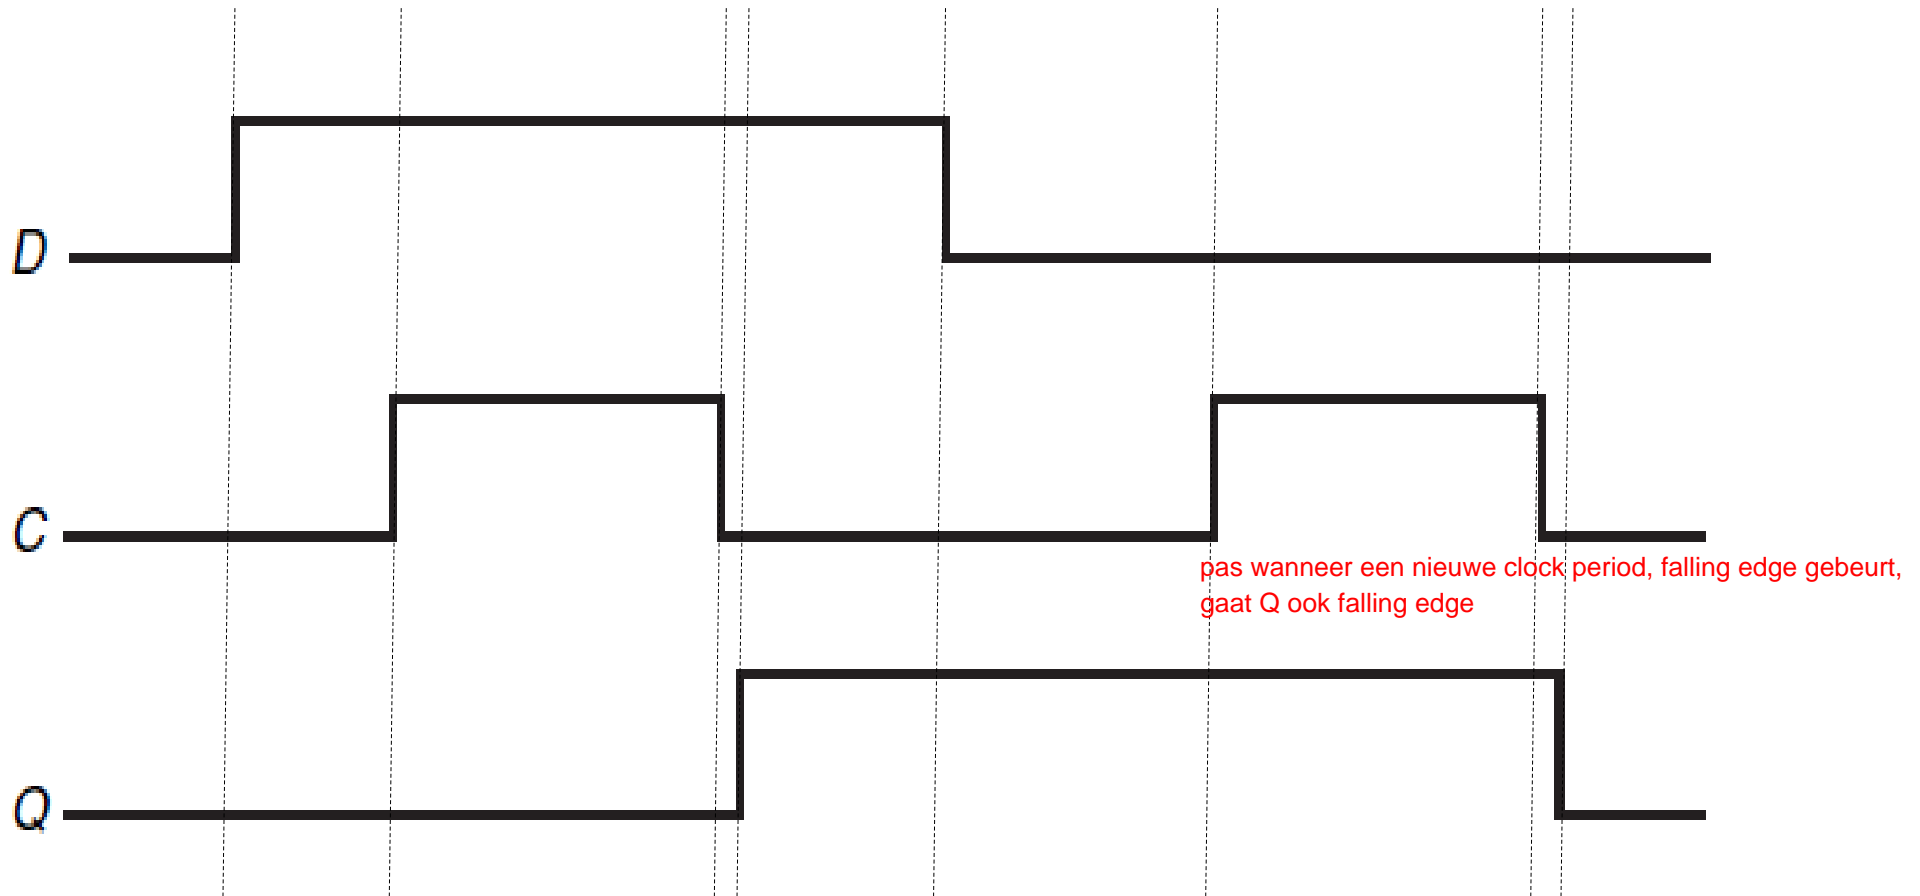 D
C
pas wanneer een nieuwe clock period, falling edge gebeurt,
gaat Q ook falling edge
Q